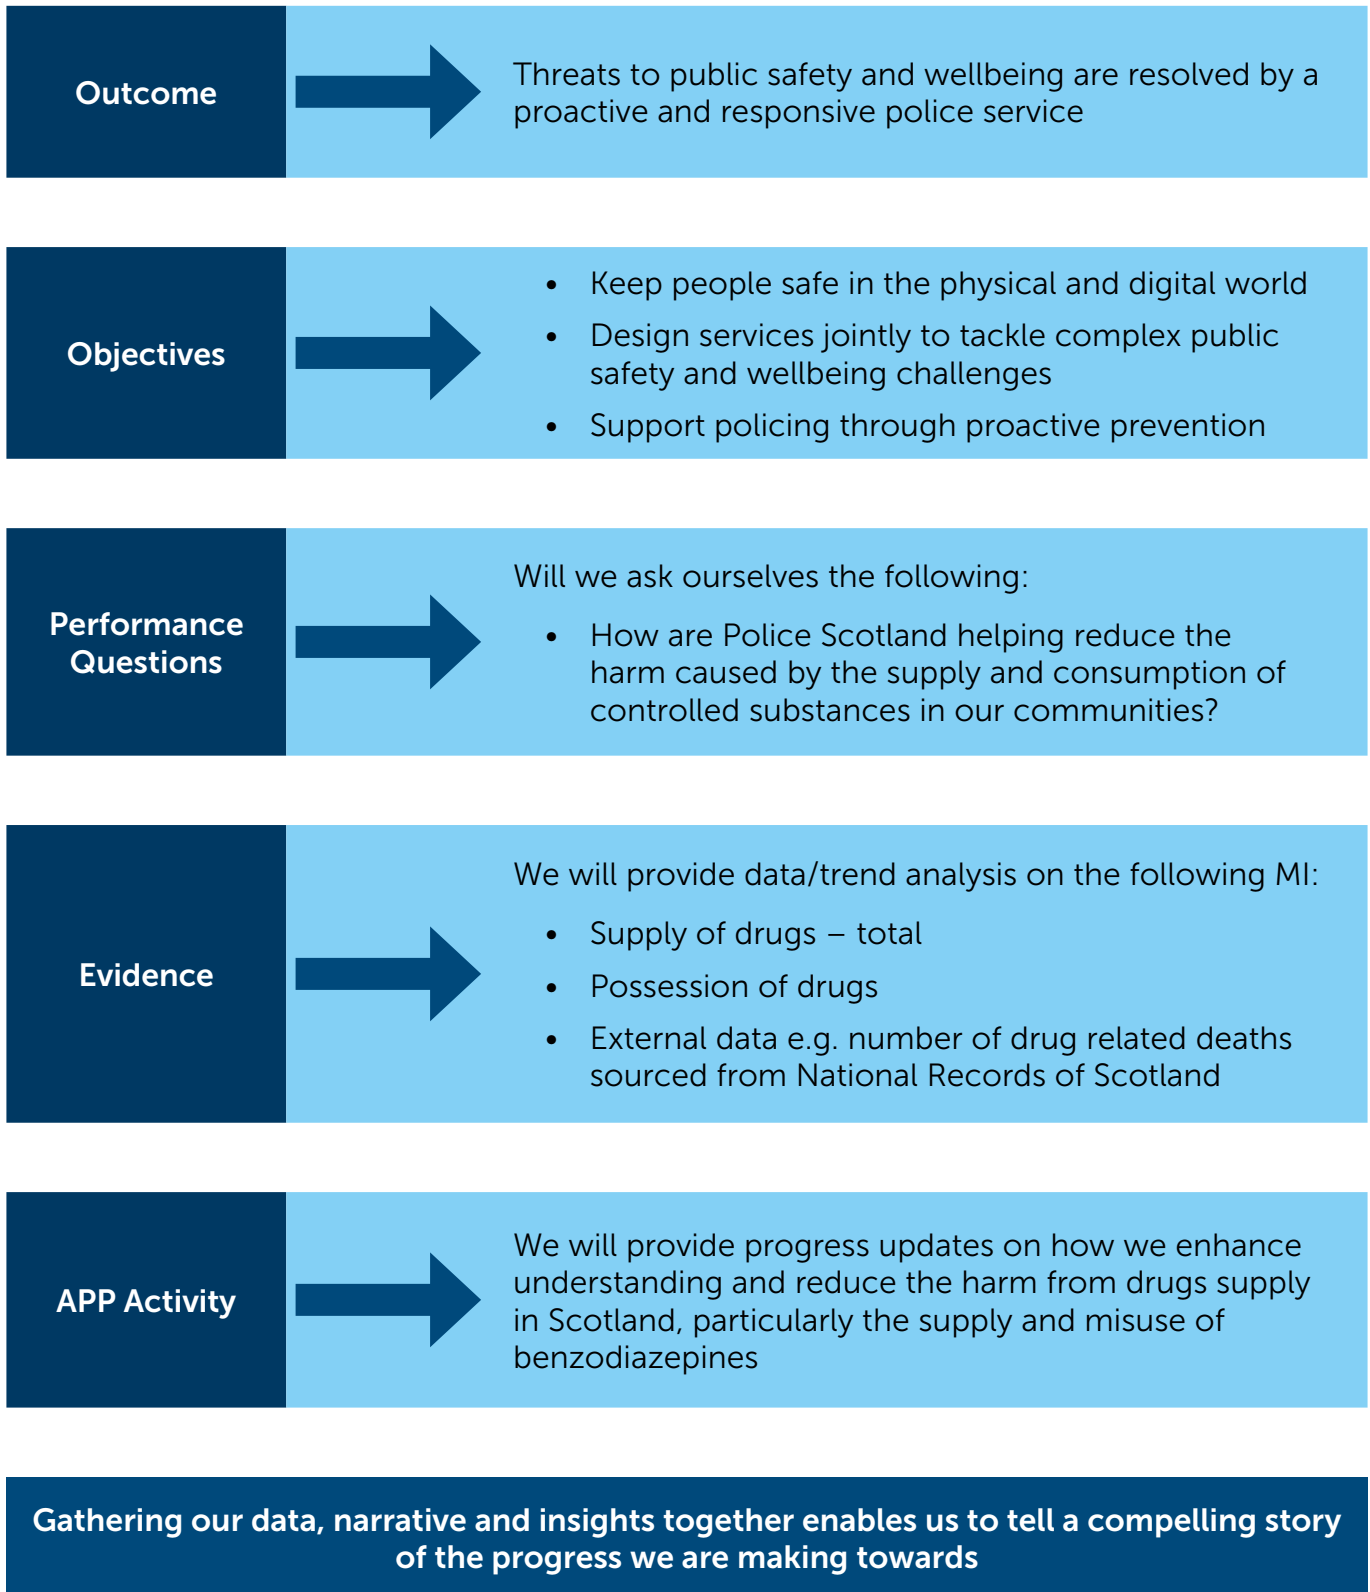 Outcome
Threats to public safety and wellbeing are resolved by a
proactive and responsive police service
Objectives
• Keep people safe in the physical and digital world
• Design services jointly to tackle complex public
safety and wellbeing challenges
• Support policing through proactive prevention
Performance
Questions
Will we ask ourselves the following:
• How are Police Scotland helping reduce the
harm caused by the supply and consumption of
controlled substances in our communities?
Evidence
We will provide data/trend analysis on the following MI:
• Supply of drugs – total
• Possession of drugs
• External data e.g. number of drug related deaths
sourced from National Records of Scotland
APP Activity
We will provide progress updates on how we enhance
understanding and reduce the harm from drugs supply
in Scotland, particularly the supply and misuse of
benzodiazepines
Gathering our data, narrative and insights together enables us to tell a compelling story
of the progress we are making towards